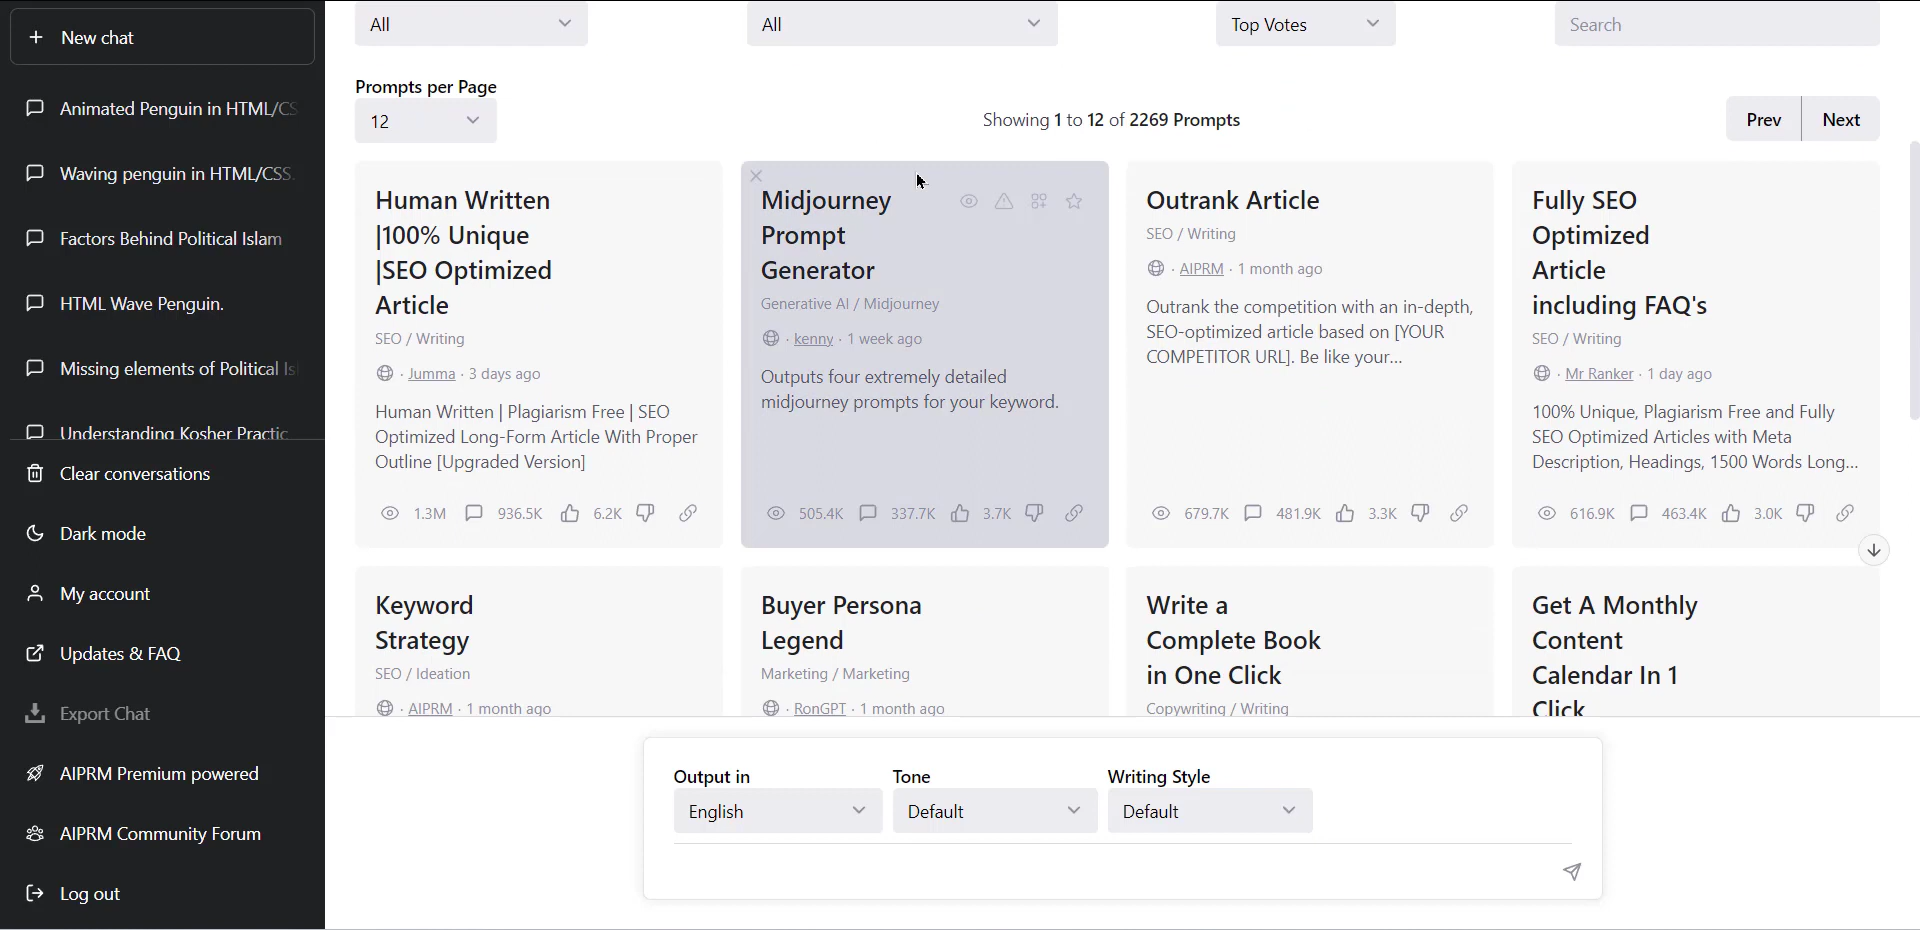 New chat
Animated Penguin in HTML/CS
Waving penguin in HTML/CSS.
Factors Behind Political Islam
HTML Wave Penguin.
Missing elements of Political Is
Understanding Kosher Practic
Clear conversations
Dark mode
My account
Updates & FAQ
Export Chat
AIPRM Premium powered
AIPRM Community Forum
Log out
All
All
Top Votes
Search
Prompts per Page
12
Showing 1 to 12 of 2269 Prompts
Prev
Next
Human Written
|100% Unique
|SEO Optimized
Article
SEO / Writing
· Jumma · 3 days ago
Human Written | Plagiarism Free | SEO
Optimized Long-Form Article With Proper
Outline [Upgraded Version]
1.3M 936.5K 6.2K
Midjourney
Prompt
Generator
Generative AI / Midjourney
· kenny · 1 week ago
Outputs four extremely detailed
midjourney prompts for your keyword.
505.4K 337.7K 3.7K
Outrank Article
SEO / Writing
· AIPRM · 1 month ago
Outrank the competition with an in-depth,
SEO-optimized article based on [YOUR
COMPETITOR URL]. Be like your...
679.7K 481.9K 3.3K
Fully SEO
Optimized
Article
including FAQ's
SEO / Writing
· Mr Ranker · 1 day ago
100% Unique, Plagiarism Free and Fully
SEO Optimized Articles with Meta
Description, Headings, 1500 Words Long...
616.9K 463.4K 3.0K
Keyword
Strategy
SEO / Ideation
· AIPRM · 1 month ago
Buyer Persona
Legend
Marketing / Marketing
· RonGPT · 1 month ago
Write a
Complete Book
in One Click
Copywriting / Writing
Get A Monthly
Content
Calendar In 1
Click
Output in
English
Tone
Default
Writing Style
Default